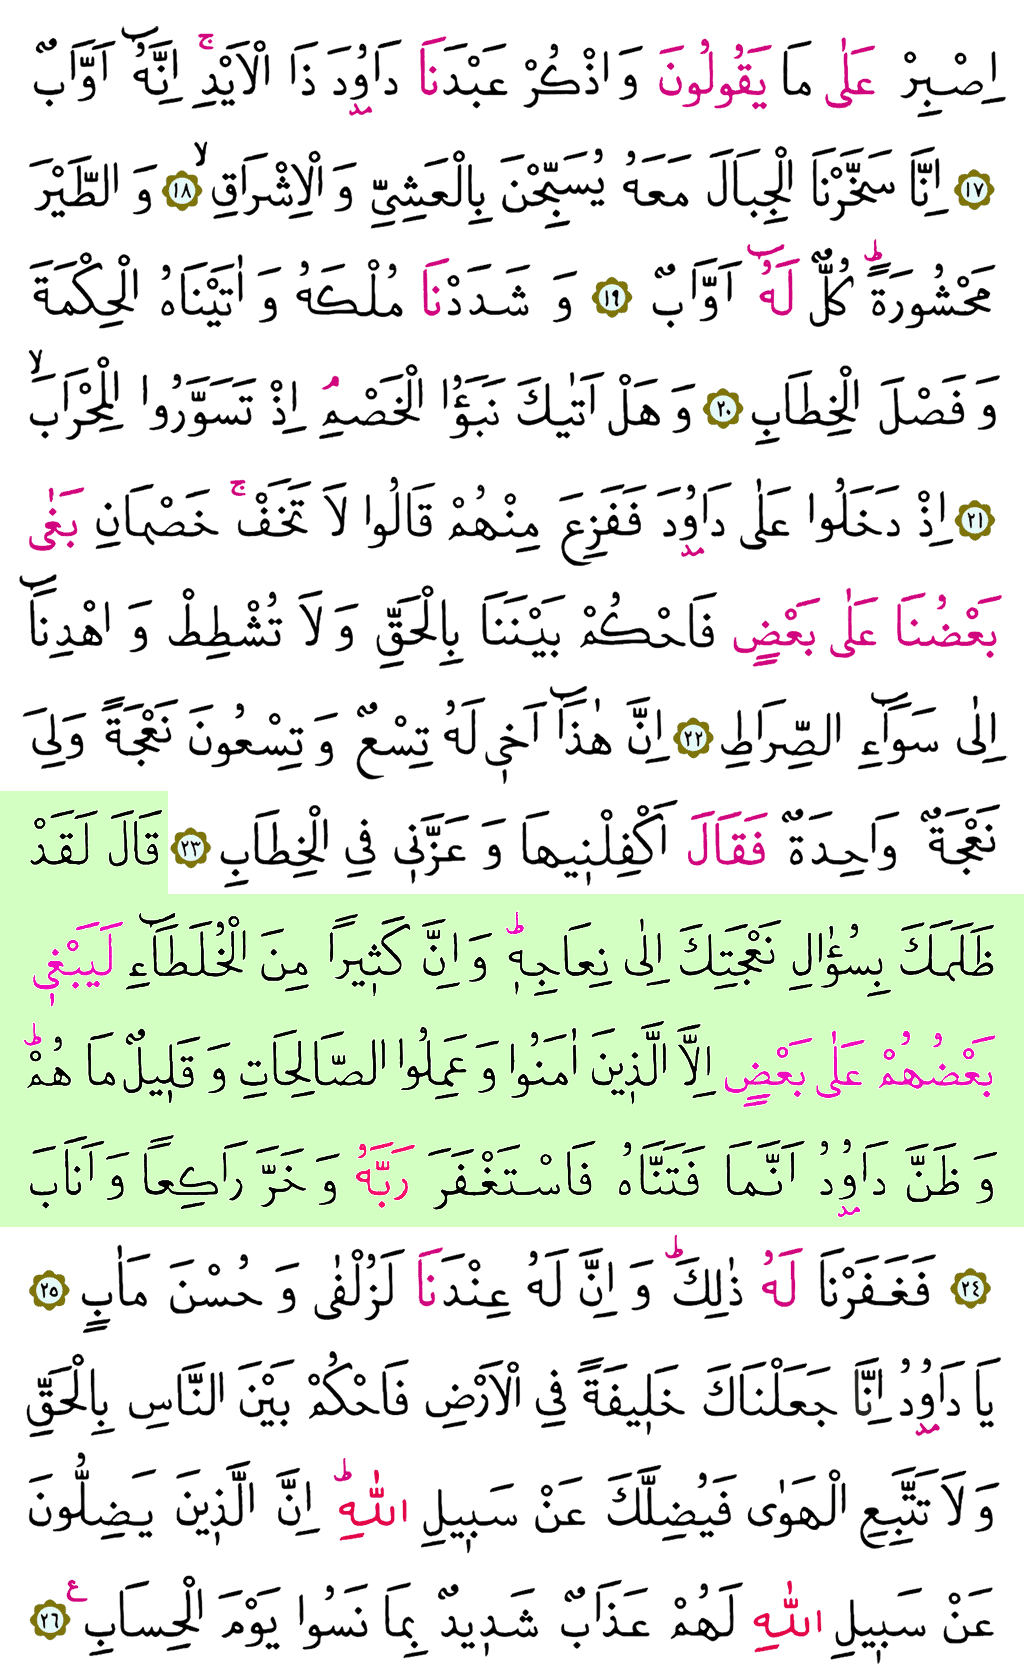 اِصْبِرْ عَلٰى مَا يَقُولُونَ وَاذْكُرْ عَبْدَنَا دَاوُ۫دَ ذَا الْاَيْدِۚ اِنَّهُٓ اَوَّابٌ
﴿١٧﴾ اِنَّا سَخَّرْنَا الْجِبَالَ مَعَهُ يُسَبِّحْنَ بِالْعَشِىِّ وَالْاِشْرَاقِۙ ﴿١٨﴾ وَالطَّيْرَ
مَحْشُورَةًۜ كُلٌّ لَهُٓ اَوَّابٌ ﴿١٩﴾ وَ شَدَدْنَا مُلْكَهُ وَ اٰتَيْنَاهُ الْحِكْمَةَ
وَ فَصْلَ الْخِطَابِ ﴿٢٠﴾ وَ هَلْ اَتٰيكَ نَبَؤُا الْخَصْمِۢ اِذْ تَسَوَّرُوا الْمِحْرَابَۙ
﴿٢١﴾ اِذْ دَخَلُوا عَلٰى دَاوُ۫دَ فَفَزِعَ مِنْهُمْ قَالُوا لَا تَخَفْۚ خَصْمَانِ بَغٰى
بَعْضُنَا عَلٰى بَعْضٍ فَاحْكُمْ بَيْنَنَا بِالْحَقِّ وَلَا تُشْطِطْ وَ اهْدِنَٓا
اِلٰى سَوَٓاءِ الصِّرَاطِ ﴿٢٢﴾ اِنَّ هٰذَٓا اَخ۪ى لَهُ تِسْعٌ وَ تِسْعُونَ نَعْجَةً وَلِىَ
نَعْجَةٌ وَاحِدَةٌ فَقَالَ اَكْفِلْن۪يهَا وَ عَزَّن۪ى فِى الْخِطَابِ ﴿٢٣﴾ قَالَ لَقَدْ
ظَلَمَكَ بِسُؤَالِ نَعْجَتِكَ اِلٰى نِعَاجِه۪ۜ وَ اِنَّ كَث۪يرًا مِنَ الْخُلَطَٓاءِ لَيَبْغ۪ى
بَعْضُهُمْ عَلٰى بَعْضٍ اِلَّا الَّذ۪ينَ اٰمَنُوا وَ عَمِلُوا الصَّالِحَاتِ وَ قَل۪يلٌ مَا هُمْۜ
وَ ظَنَّ دَاوُ۫دُ اَنَّمَا فَتَنَّاهُ فَاسْتَغْفَرَ رَبَّهُ وَ خَرَّ رَاكِعاً وَ اَنَابَ
﴿٢٤﴾ فَغَفَرْنَا لَهُ ذٰلِكَۜ وَ اِنَّ لَهُ عِنْدَنَا لَزُلْفٰى وَ حُسْنَ مَاٰبٍ ﴿٢٥﴾
يَا دَاوُ۫دُ اِنَّا جَعَلْنَاكَ خَل۪يفَةً فِى الْاَرْضِ فَاحْكُمْ بَيْنَ النَّاسِ بِالْحَقِّ
وَلَا تَتَّبِعِ الْهَوٰى فَيُضِلَّكَ عَنْ سَب۪يلِ اللّٰهِۜ اِنَّ الَّذ۪ينَ يَضِلُّونَ
عَنْ سَب۪يلِ اللّٰهِ لَهُمْ عَذَابٌ شَد۪يدٌ بِمَا نَسُوا يَوْمَ الْحِسَابِ ع ﴿٢٦﴾